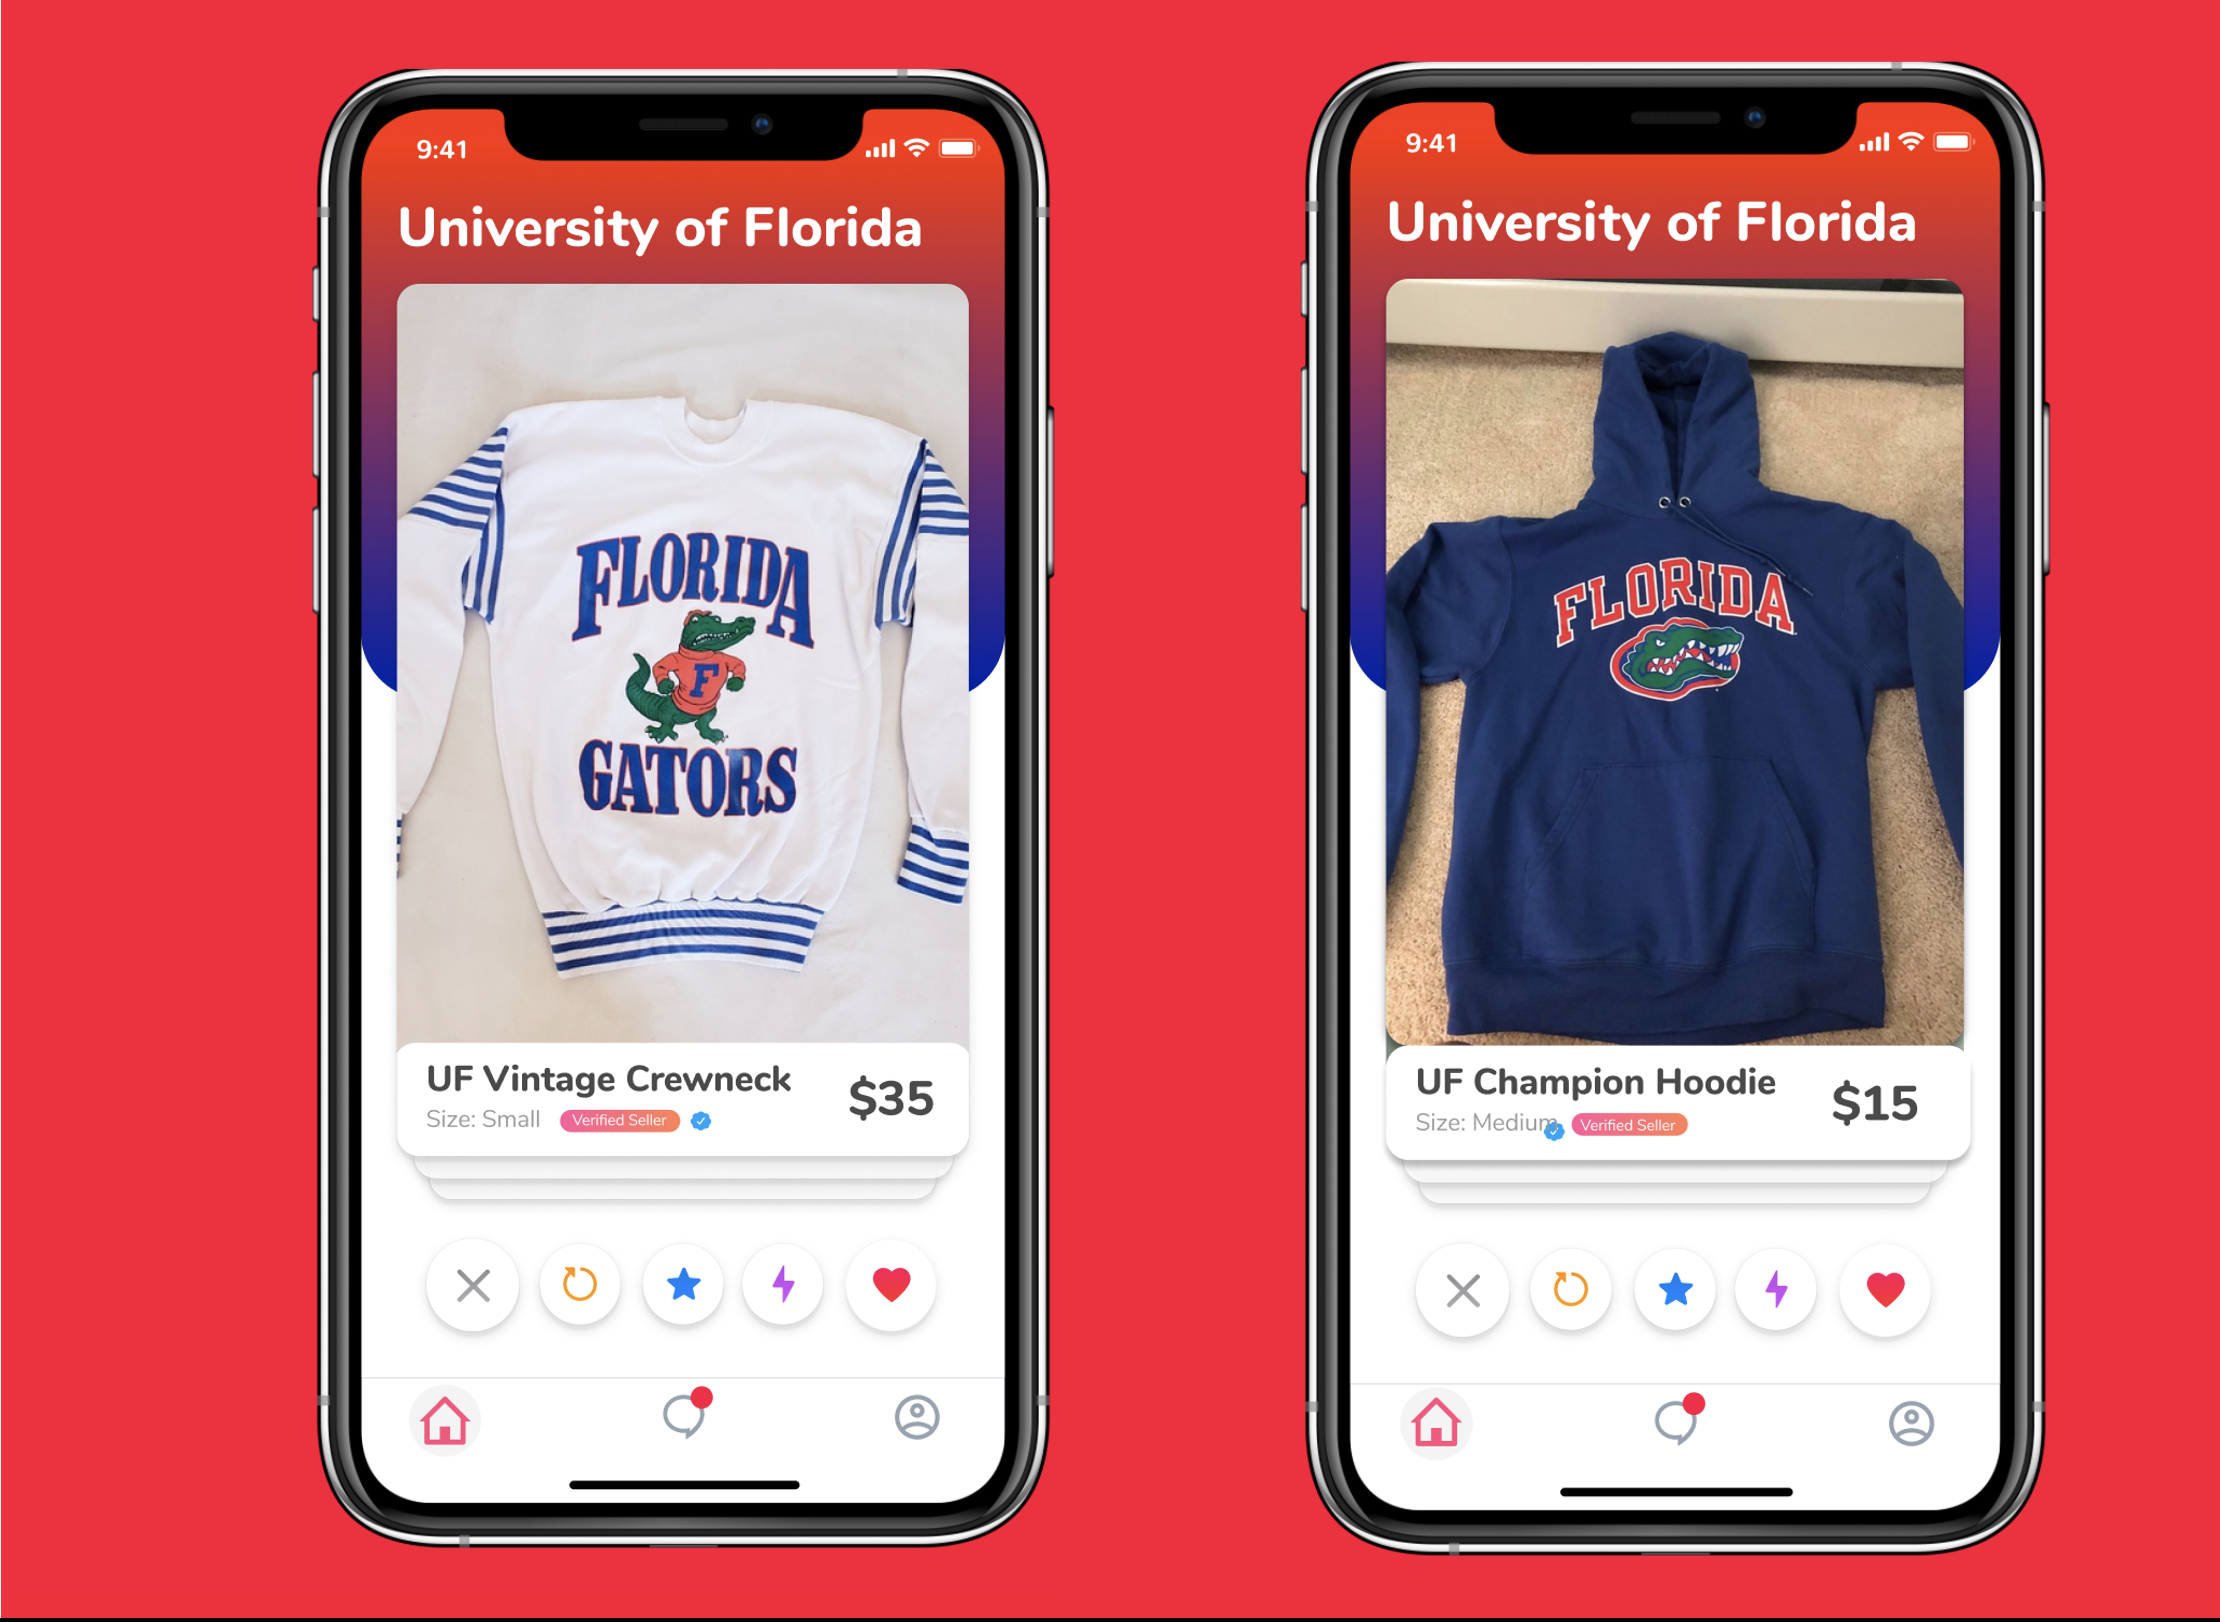 9:41
University of Florida
FLORIDA
F
GATORS
UF Vintage Crewneck
$35
Size: Small
Verified Seller
9:41
University of Florida
FLORIDA
UF Champion Hoodie
$15
Size: Medium
Verified Seller